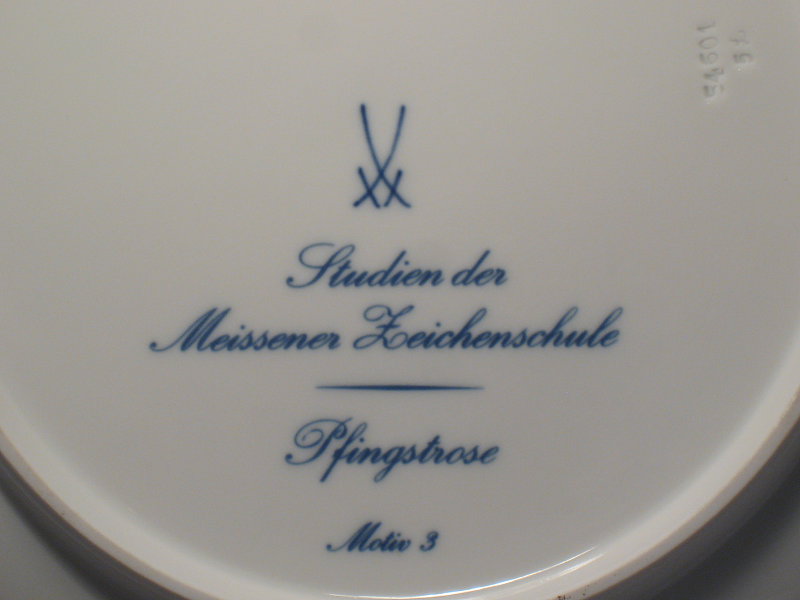 Studien der
Meissener Zeichenschule
Pfingstrose
Motiv 3